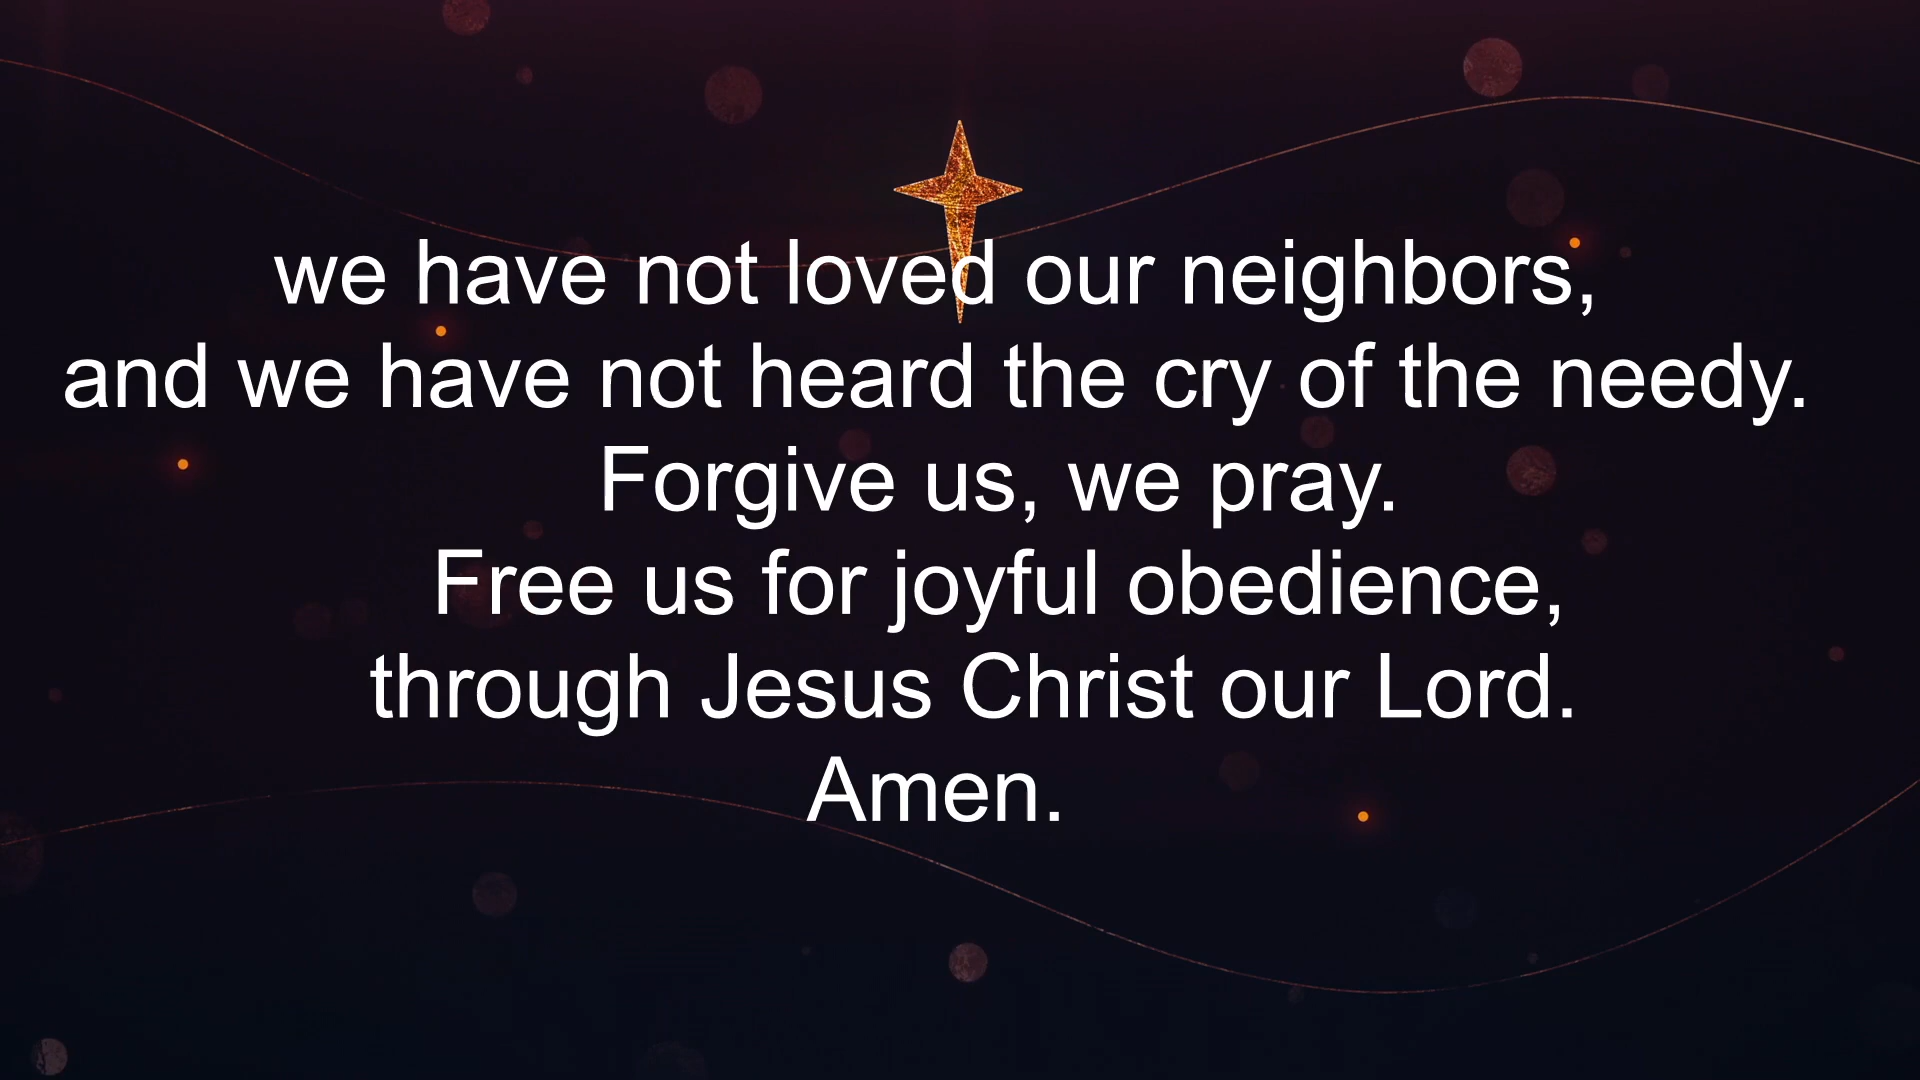 we have not loved our neighbors,
and we have not heard the cry of the needy.
Forgive us, we pray.
Free us for joyful obedience,
through Jesus Christ our Lord.
Amen.